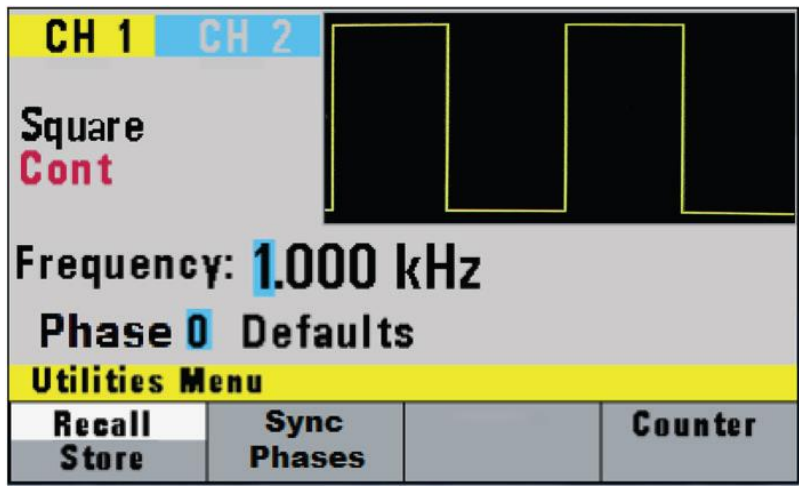 CH 1 CH 2
Square
Cont
Frequency: 1.000 kHz
Phase 0 Defaults
Utilities Menu
Recall Sync Counter
Store Phases